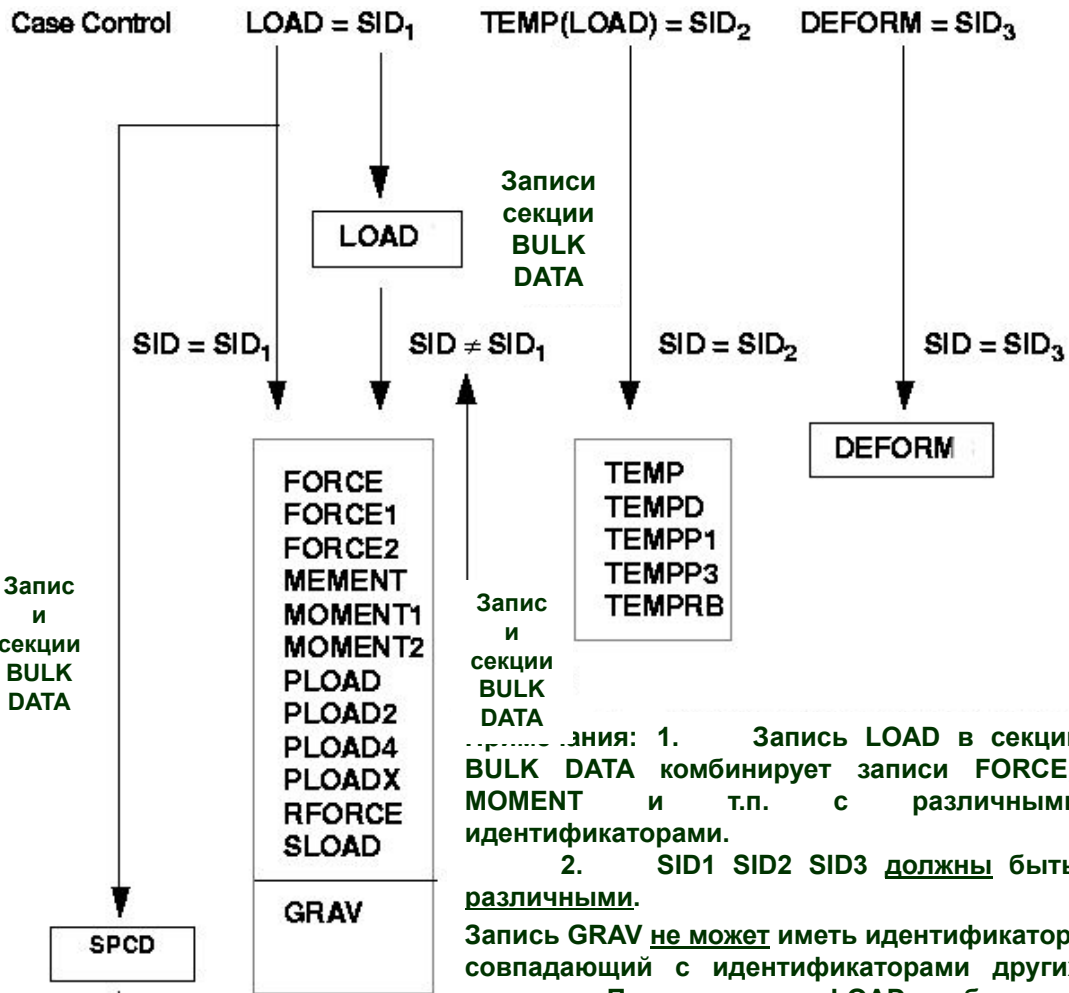 Case Control LOAD = SID₁ TEMP(LOAD) = SID₂ DEFORM = SID₃
Записи
секции
BULK
DATA
LOAD
SID = SID₁ SID ≠ SID₁ SID = SID₂ SID = SID₃
FORCE
FORCE1
FORCE2
MEMENT
MOMENT1
MOMENT2
PLOAD
PLOAD2
PLOAD4
PLOADX
RFORCE
SLOAD
GRAV
TEMP
TEMPD
TEMPP1
TEMPP3
TEMPRB
DEFORM
Запис
и
секции
BULK
DATA
Запис
и
секции
BULK
DATA
SPCD
1. Запись LOAD в секции
BULK DATA комбинирует записи FORCE
MOMENT и т.п. с различными
идентификаторами.
2. SID1 SID2 SID3 должны быть
различными.
Запись GRAV не может иметь идентификатор
совпадающий с идентификаторами других